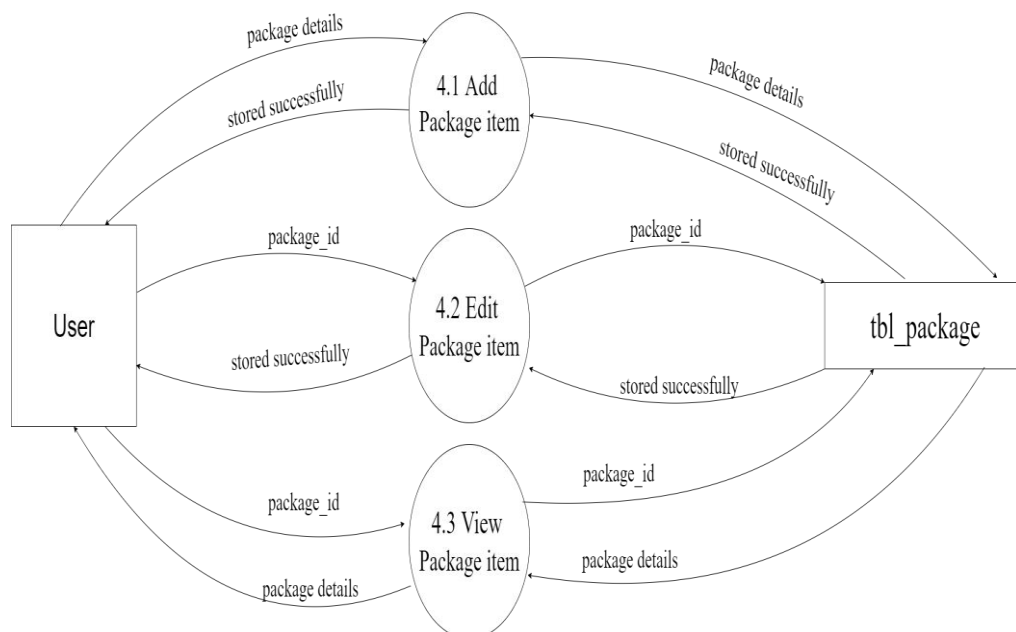 package details
4.1 Add
Package item
package details
stored successfully
stored successfully
package_id
package_id
User
4.2 Edit
Package item
tbl_package
stored successfully
stored successfully
package_id
4.3 View
Package item
package_id
package details
package details